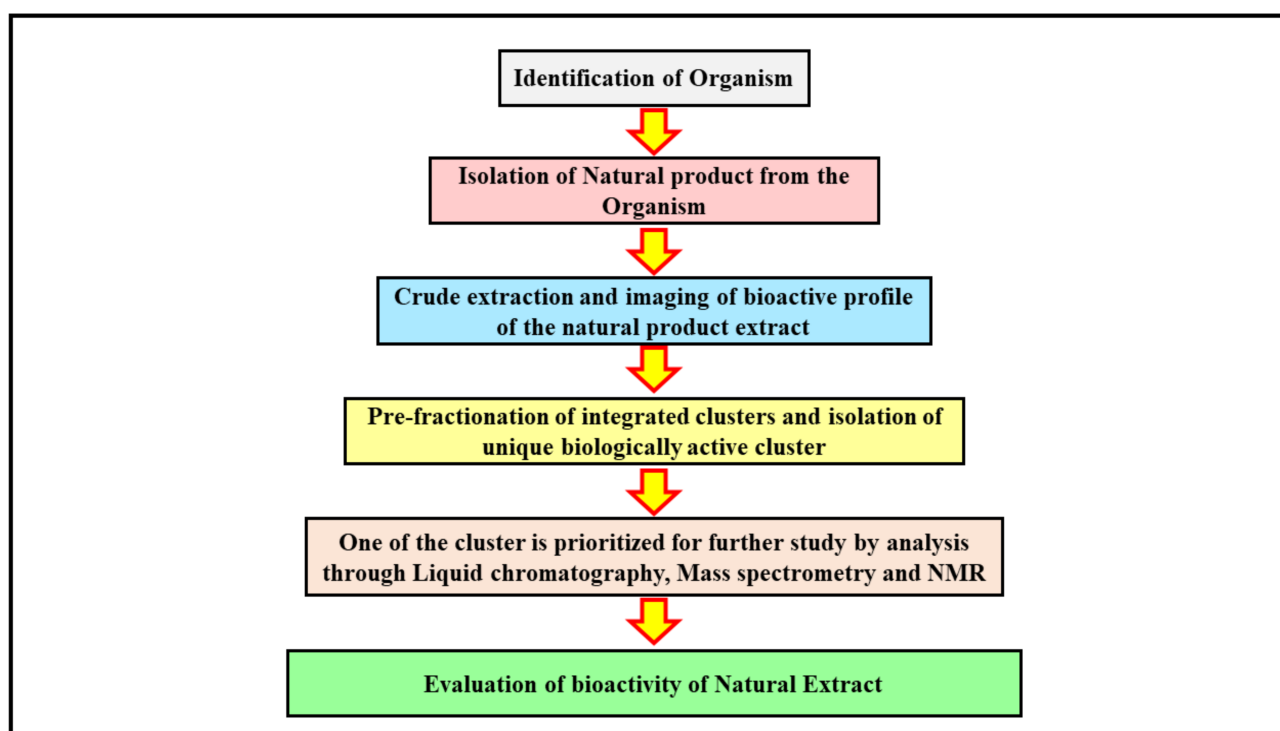 Identification of Organism
Isolation of Natural product from the
Organism
Crude extraction and imaging of bioactive profile
of the natural product extract
Pre-fractionation of integrated clusters and isolation of
unique biologically active cluster
One of the cluster is prioritized for further study by analysis
through Liquid chromatography, Mass spectrometry and NMR
Evaluation of bioactivity of Natural Extract